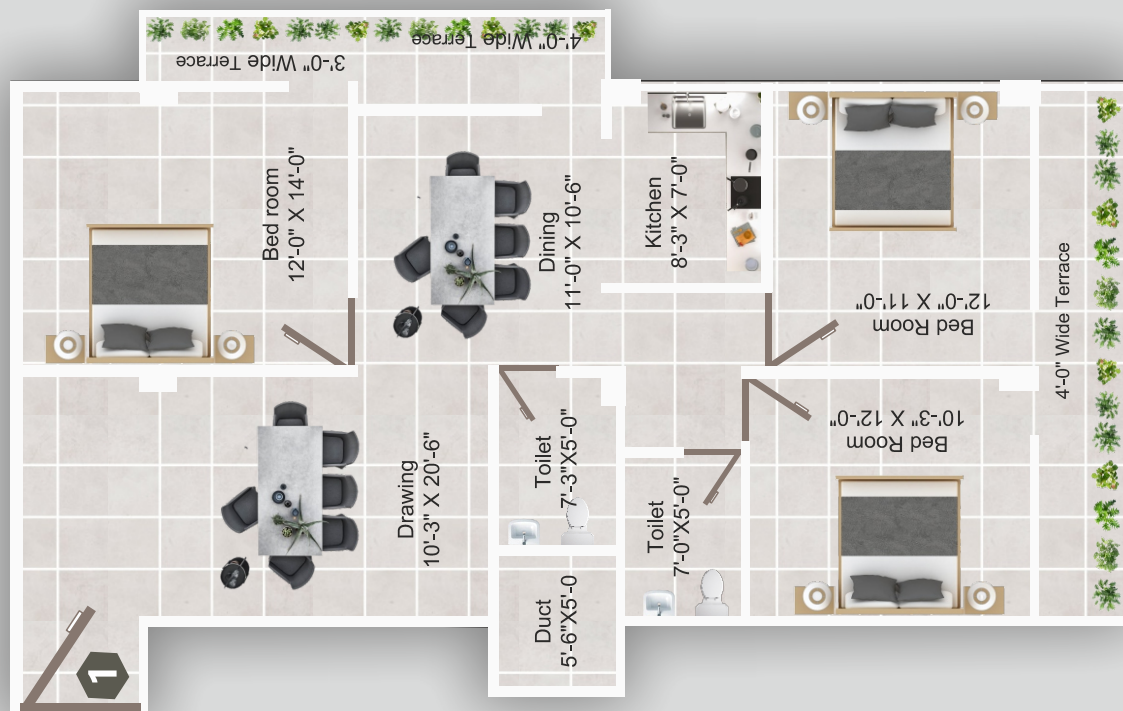 4'-0" Wide Terrace
3'-0" Wide Terrace
Bed room
12'-0" X 14'-0"
Dining
11'-0" X 10'-6"
Kitchen
8'-3" X 7'-0"
Bed Room
12'-0" X 11'-0"
4'-0" Wide Terrace
Bed Room
10'-3" X 12'-0"
Drawing
10'-3" X 20'-6"
Toilet
7'-3"X5'-0"
Toilet
7'-0"X5'-0"
Duct
5'-6"X5'-0
1